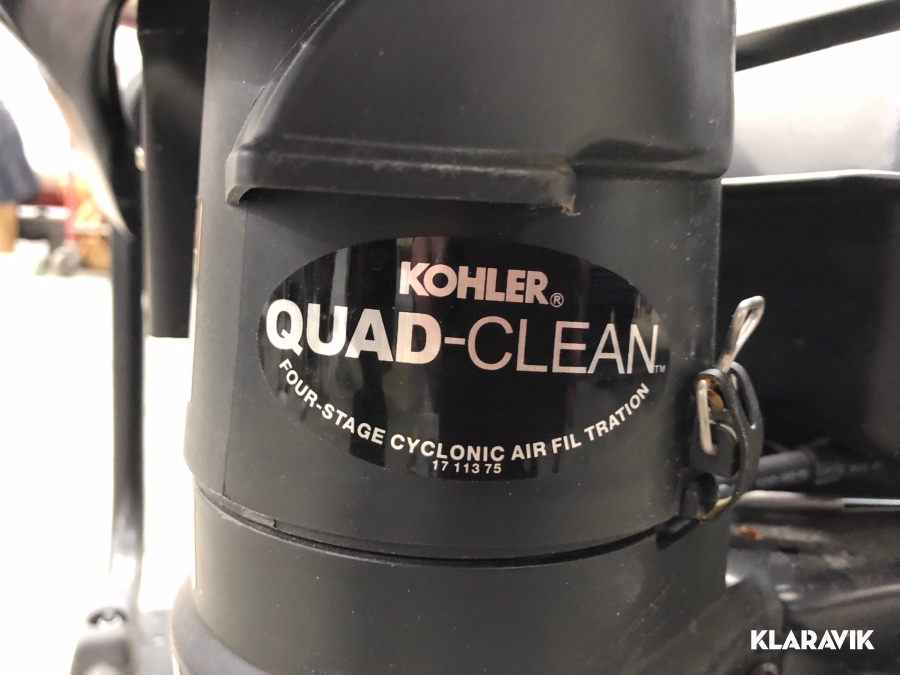 KOHLER®
QUAD-CLEAN™
FOUR-STAGE CYCLONIC AIR FIL TRATION
17 113 75
KLARAVIK